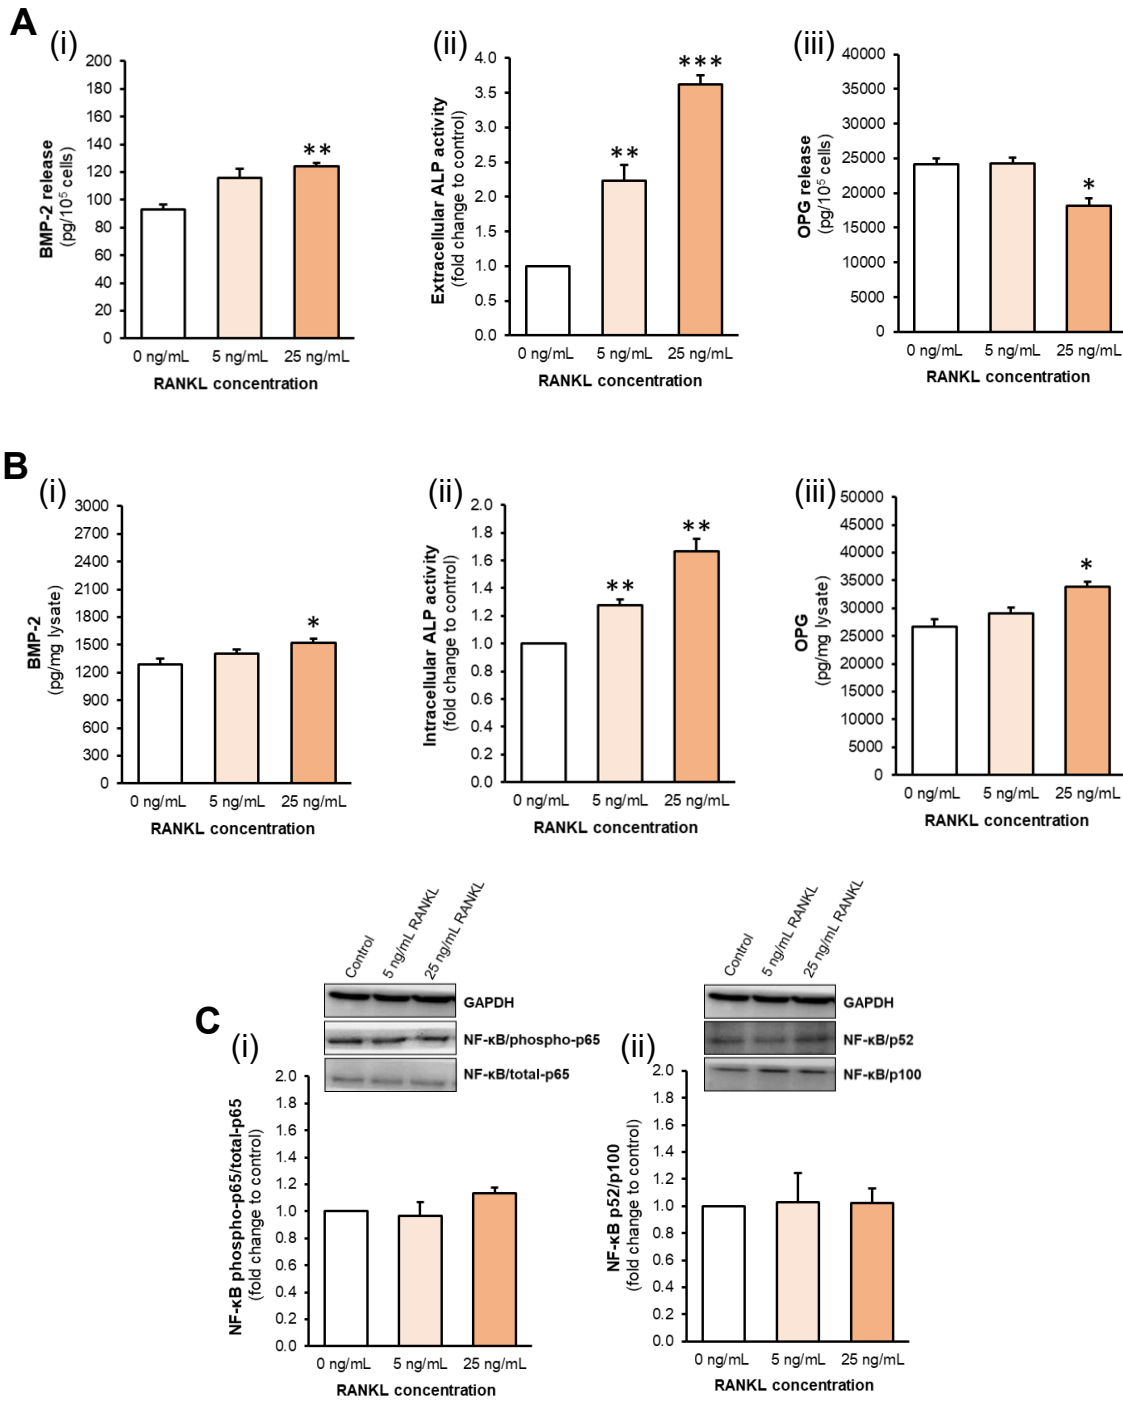 A
(i)
200
180
160
140
120
100
80
60
40
20
0
BMP-2 release
(pg/10⁵ cells)
**
0 ng/mL 5 ng/mL 25 ng/mL
RANKL concentration
(ii)
4.0
3.5
3.0
2.5
2.0
1.5
1.0
0.5
0.0
Extracellular ALP activity
(fold change to control)
**
***
0 ng/mL 5 ng/mL 25 ng/mL
RANKL concentration
(iii)
40000
35000
30000
25000
20000
15000
10000
5000
0
OPG release
(pg/10⁵ cells)
*
0 ng/mL 5 ng/mL 25 ng/mL
RANKL concentration
B
(i)
3000
2700
2400
2100
1800
1500
1200
900
600
300
0
BMP-2
(pg/mg lysate)
*
0 ng/mL 5 ng/mL 25 ng/mL
RANKL concentration
(ii)
2.0
1.8
1.6
1.4
1.2
1.0
0.8
0.6
0.4
0.2
0.0
Intracellular ALP activity
(fold change to control)
**
**
0 ng/mL 5 ng/mL 25 ng/mL
RANKL concentration
(iii)
50000
45000
40000
35000
30000
25000
20000
15000
10000
5000
0
OPG
(pg/mg lysate)
*
0 ng/mL 5 ng/mL 25 ng/mL
RANKL concentration
C
(i)
Control
5 ng/mL RANKL
25 ng/mL RANKL
GAPDH
NF-κB/phospho-p65
NF-κB/total-p65
2.0
1.8
1.6
1.4
1.2
1.0
0.8
0.6
0.4
0.2
0.0
NF-κB phospho-p65/total-p65
(fold change to control)
0 ng/mL 5 ng/mL 25 ng/mL
RANKL concentration
(ii)
Control
5 ng/mL RANKL
25 ng/mL RANKL
GAPDH
NF-κB/p52
NF-κB/p100
2.0
1.8
1.6
1.4
1.2
1.0
0.8
0.6
0.4
0.2
0.0
NF-κB p52/p100
(fold change to control)
0 ng/mL 5 ng/mL 25 ng/mL
RANKL concentration